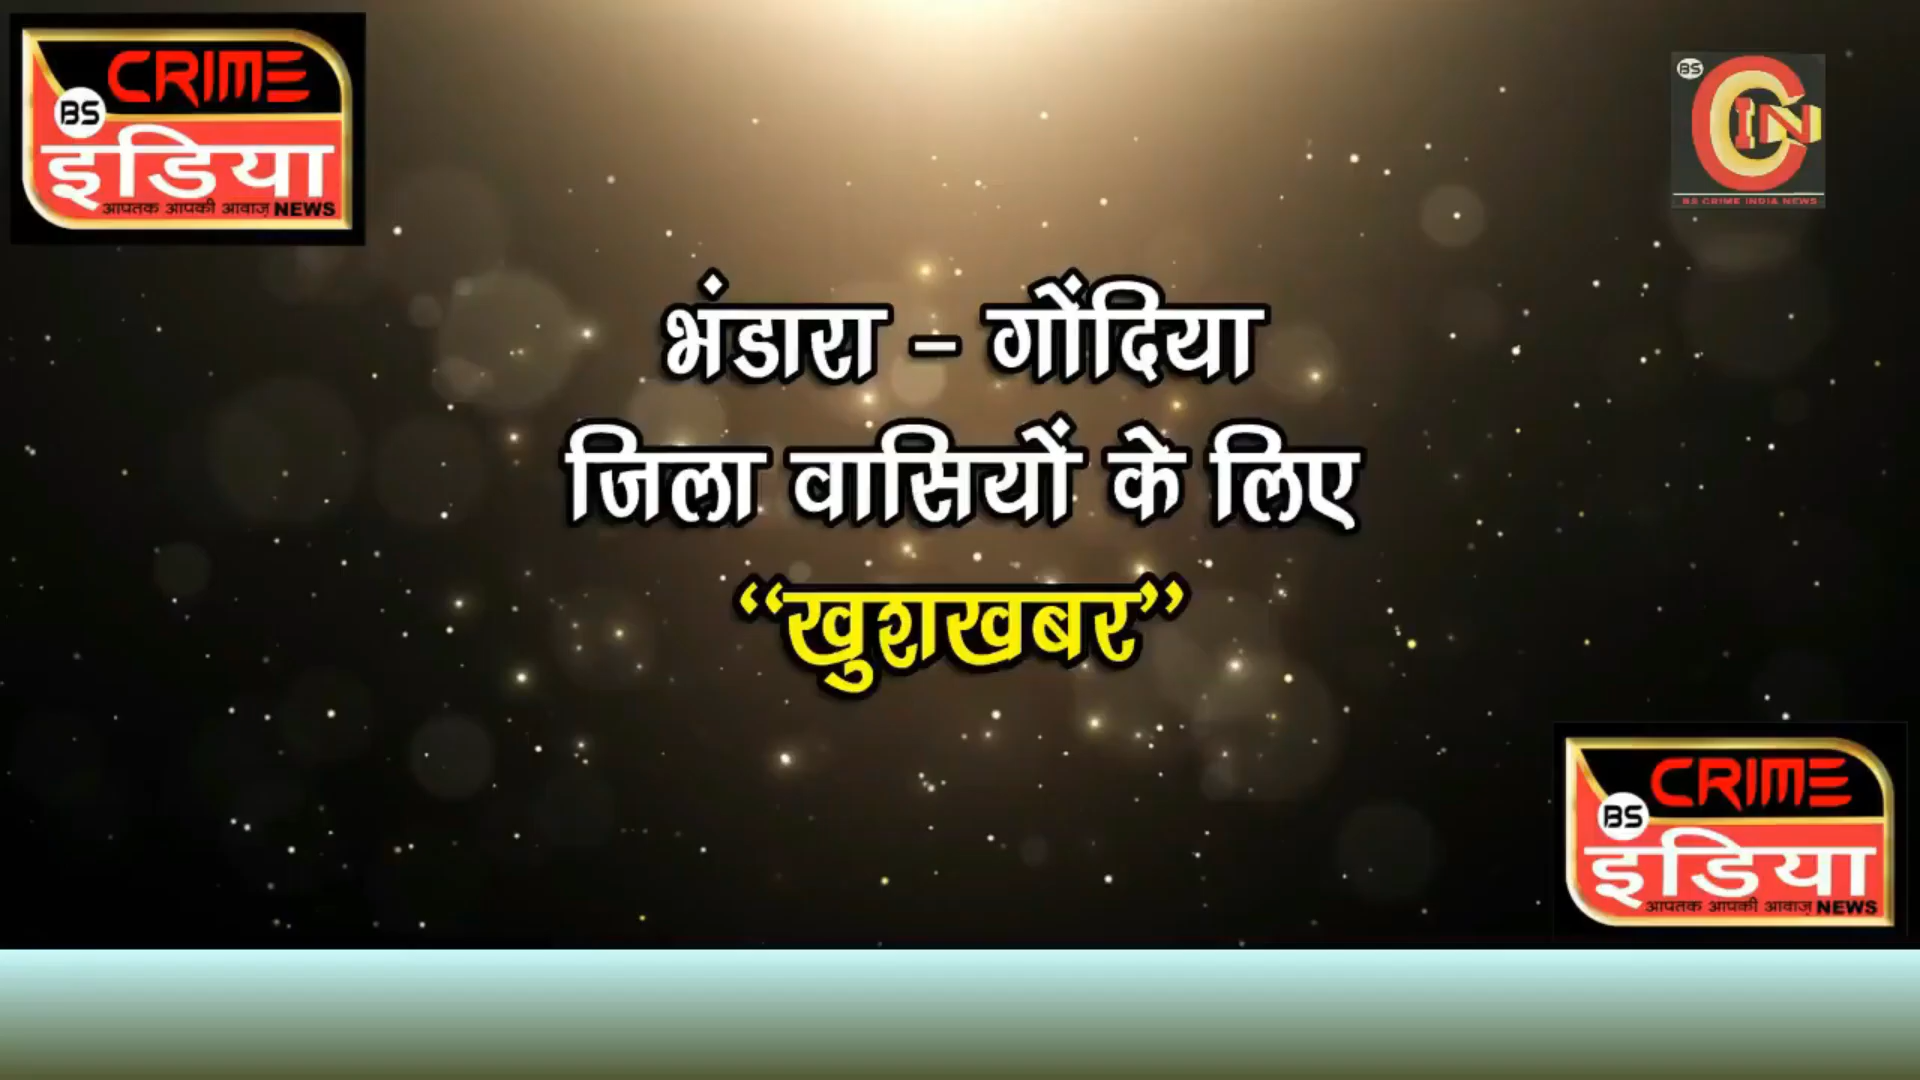 CRIME
BS
इंडिया
आपतक आपकी आवाज़ NEWS
BS
C IN
BS CRIME INDIA NEWS
भंडारा – गोंदिया
जिला वासियों के लिए
“खुशखबर”
CRIME
BS
इंडिया
आपतक आपकी आवाज़ NEWS